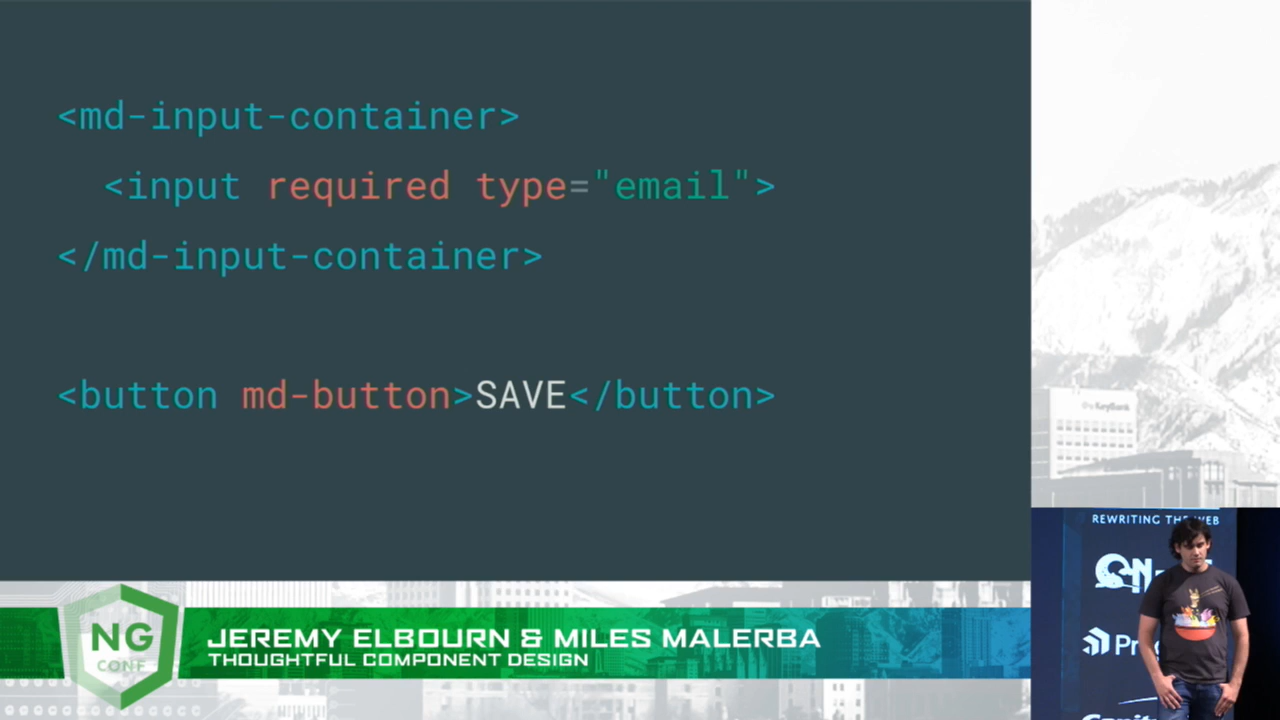 <md-input-container>
<input required type="email">
</md-input-container>
<button md-button>SAVE</button>
KeyBank
REWRITING THE WEB
NG
CONF
JEREMY ELBOURN & MILES MALERBA
THOUGHTFUL COMPONENT DESIGN